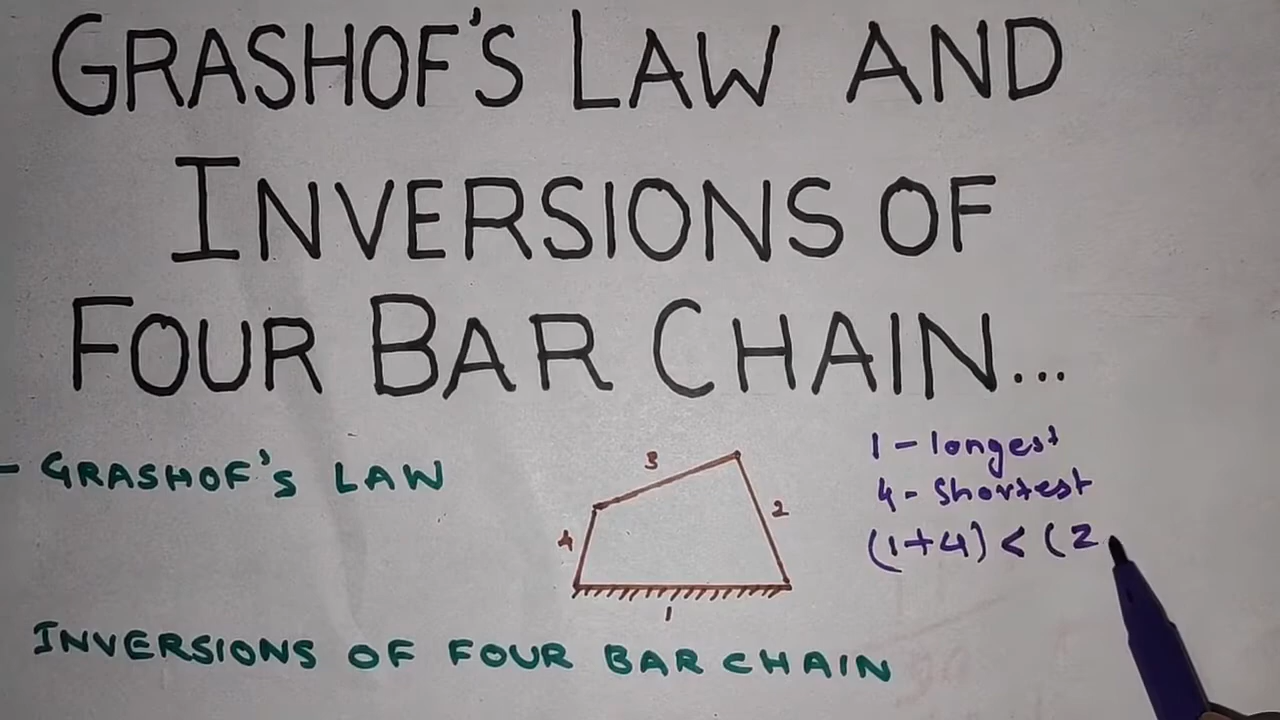 GRASHOF'S LAW AND
INVERSIONS OF
FOUR BAR CHAIN...
- GRASHOF'S LAW
3
2
4
1
1 - longest
4 - Shortest
(1+4) < (2
INVERSIONS OF FOUR BAR CHAIN